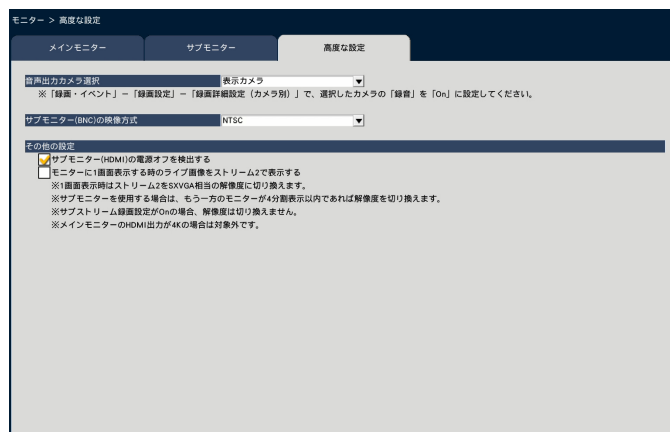 モニター > 高度な設定
メインモニター
サブモニター
高度な設定
音声出力カメラ選択
表示カメラ
※「録画・イベント」－「録画設定」－「録画詳細設定（カメラ別）」で、選択したカメラの「録音」を「On」に設定してください。
サブモニター(BNC)の映像方式
NTSC
その他の設定
サブモニター(HDMI)の電源オフを検出する
モニターに1画面表示する時のライブ画像をストリーム2で表示する
※1画面表示時はストリーム2をSXVGA相当の解像度に切り換えます。
※サブモニターを使用する場合は、もう一方のモニターが4分割表示以内であれば解像度を切り換えます。
※サブストリーム録画設定がOnの場合、解像度は切り換えません。
※メインモニターのHDMI出力が4Kの場合は対象外です。